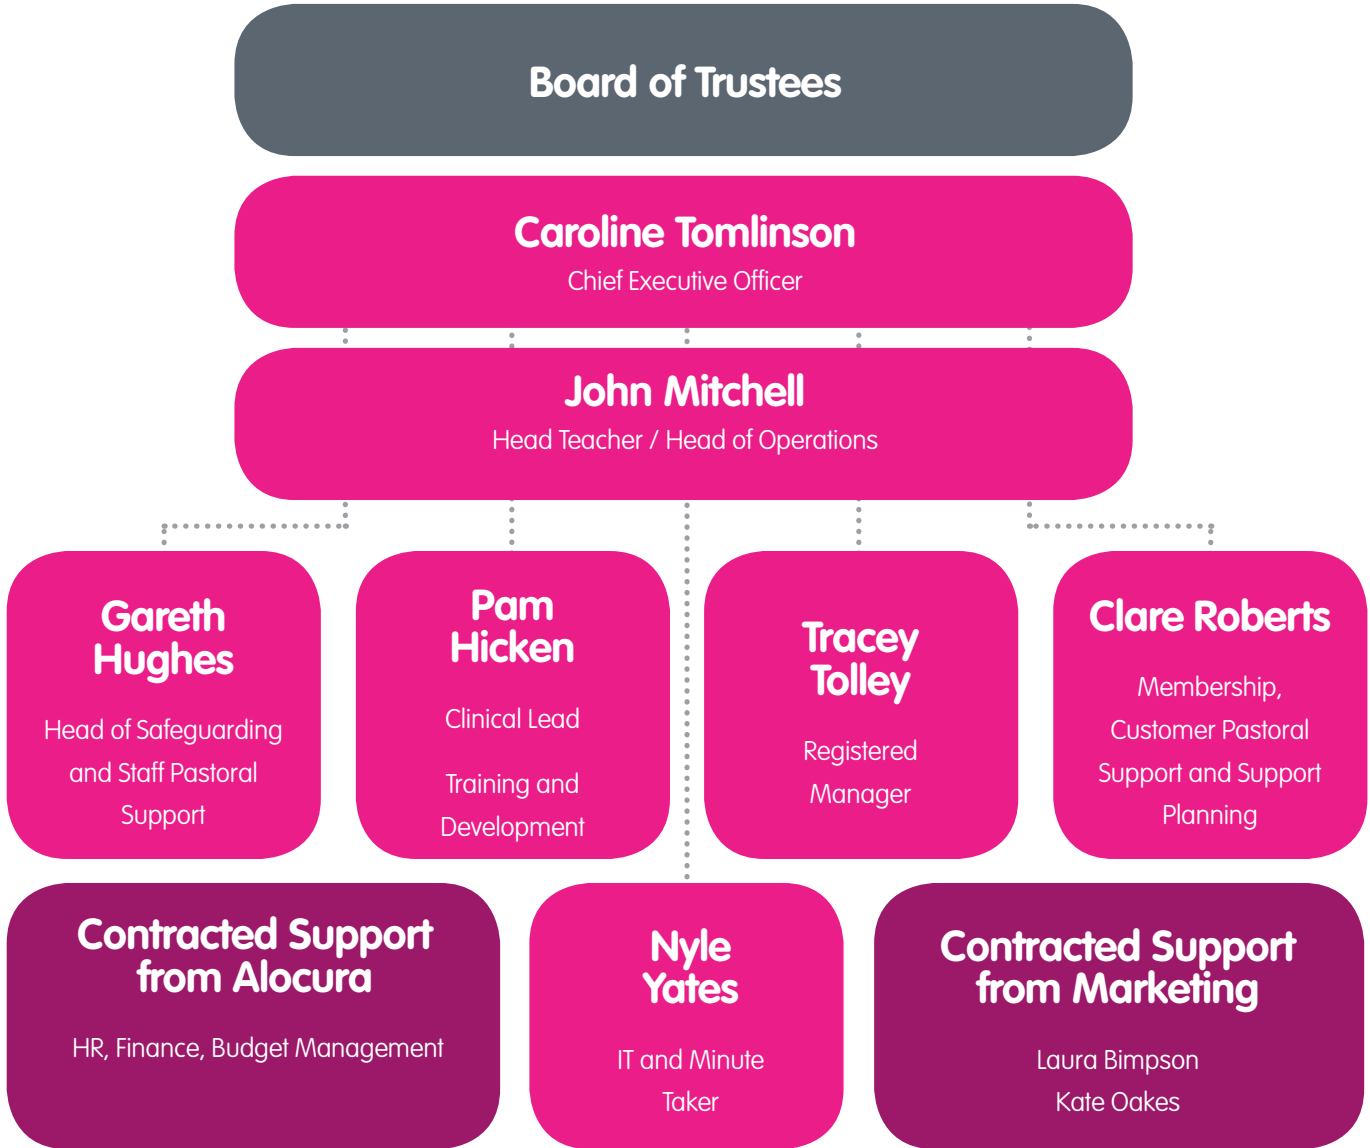 Board of Trustees
Caroline Tomlinson
Chief Executive Officer
John Mitchell
Head Teacher / Head of Operations
Gareth
Hughes
Head of Safeguarding
and Staff Pastoral
Support
Pam
Hicken
Clinical Lead
Training and
Development
Tracey
Tolley
Registered
Manager
Clare Roberts
Membership,
Customer Pastoral
Support and Support
Planning
Contracted Support
from Alocura
HR, Finance, Budget Management
Nyle
Yates
IT and Minute
Taker
Contracted Support
from Marketing
Laura Bimpson
Kate Oakes